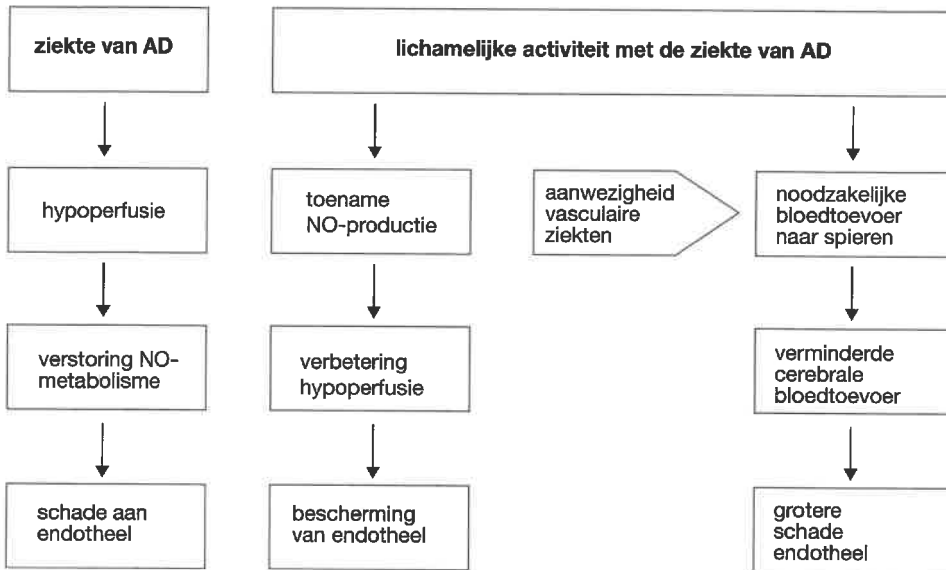 ziekte van AD
lichamelijke activiteit met de ziekte van AD
hypoperfusie
toename
NO-productie
aanwezigheid
vasculaire
ziekten
noodzakelijke
bloedtoevoer
naar spieren
verstoring NO-
metabolisme
verbetering
hypoperfusie
verminderde
cerebrale
bloedtoevoer
schade aan
endotheel
bescherming
van endotheel
grotere
schade
endotheel